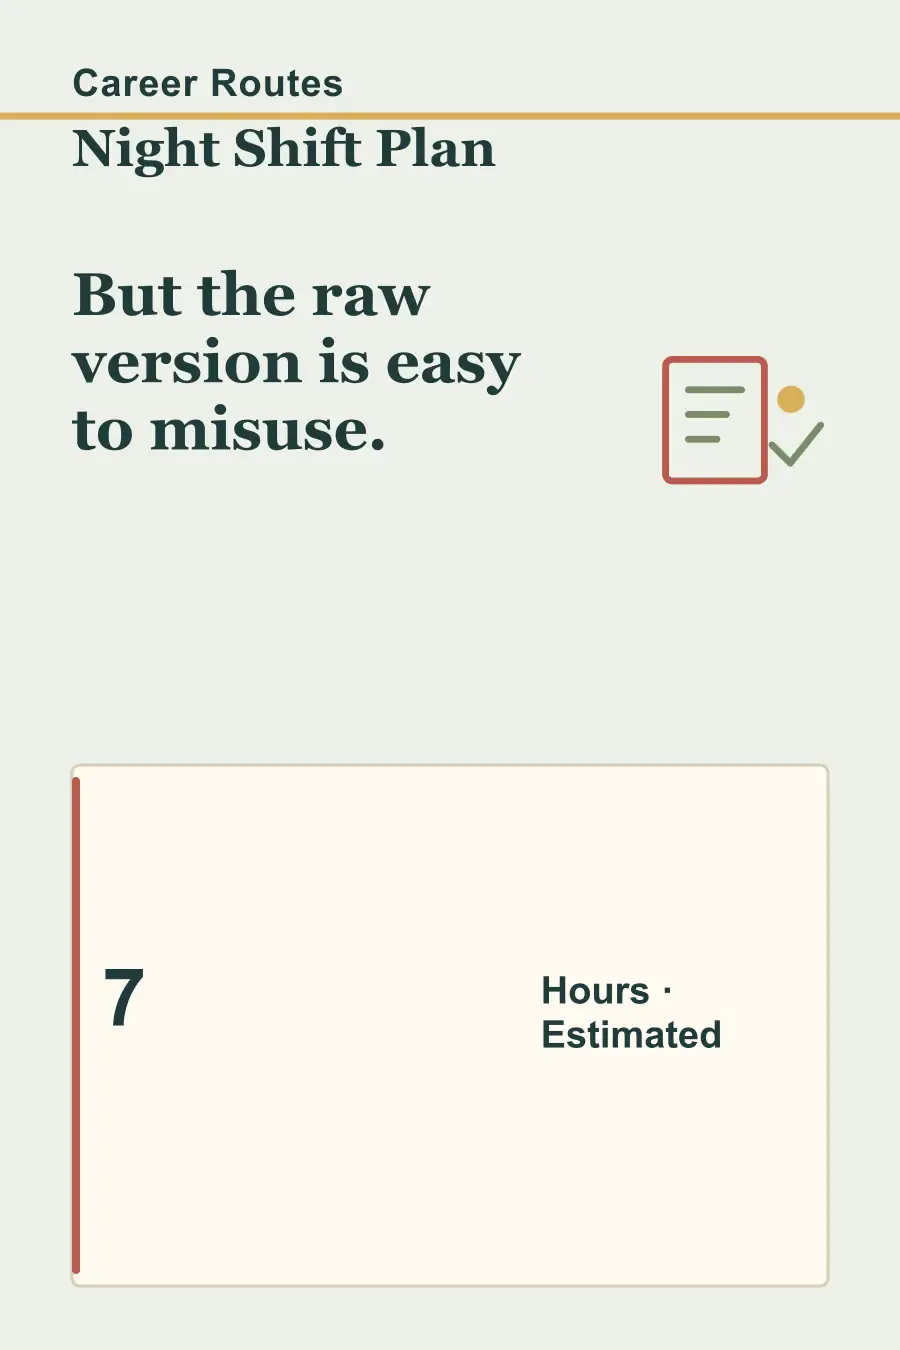 Career Routes
Night Shift Plan
But the raw
version is easy
to misuse.
7
Hours ·
Estimated